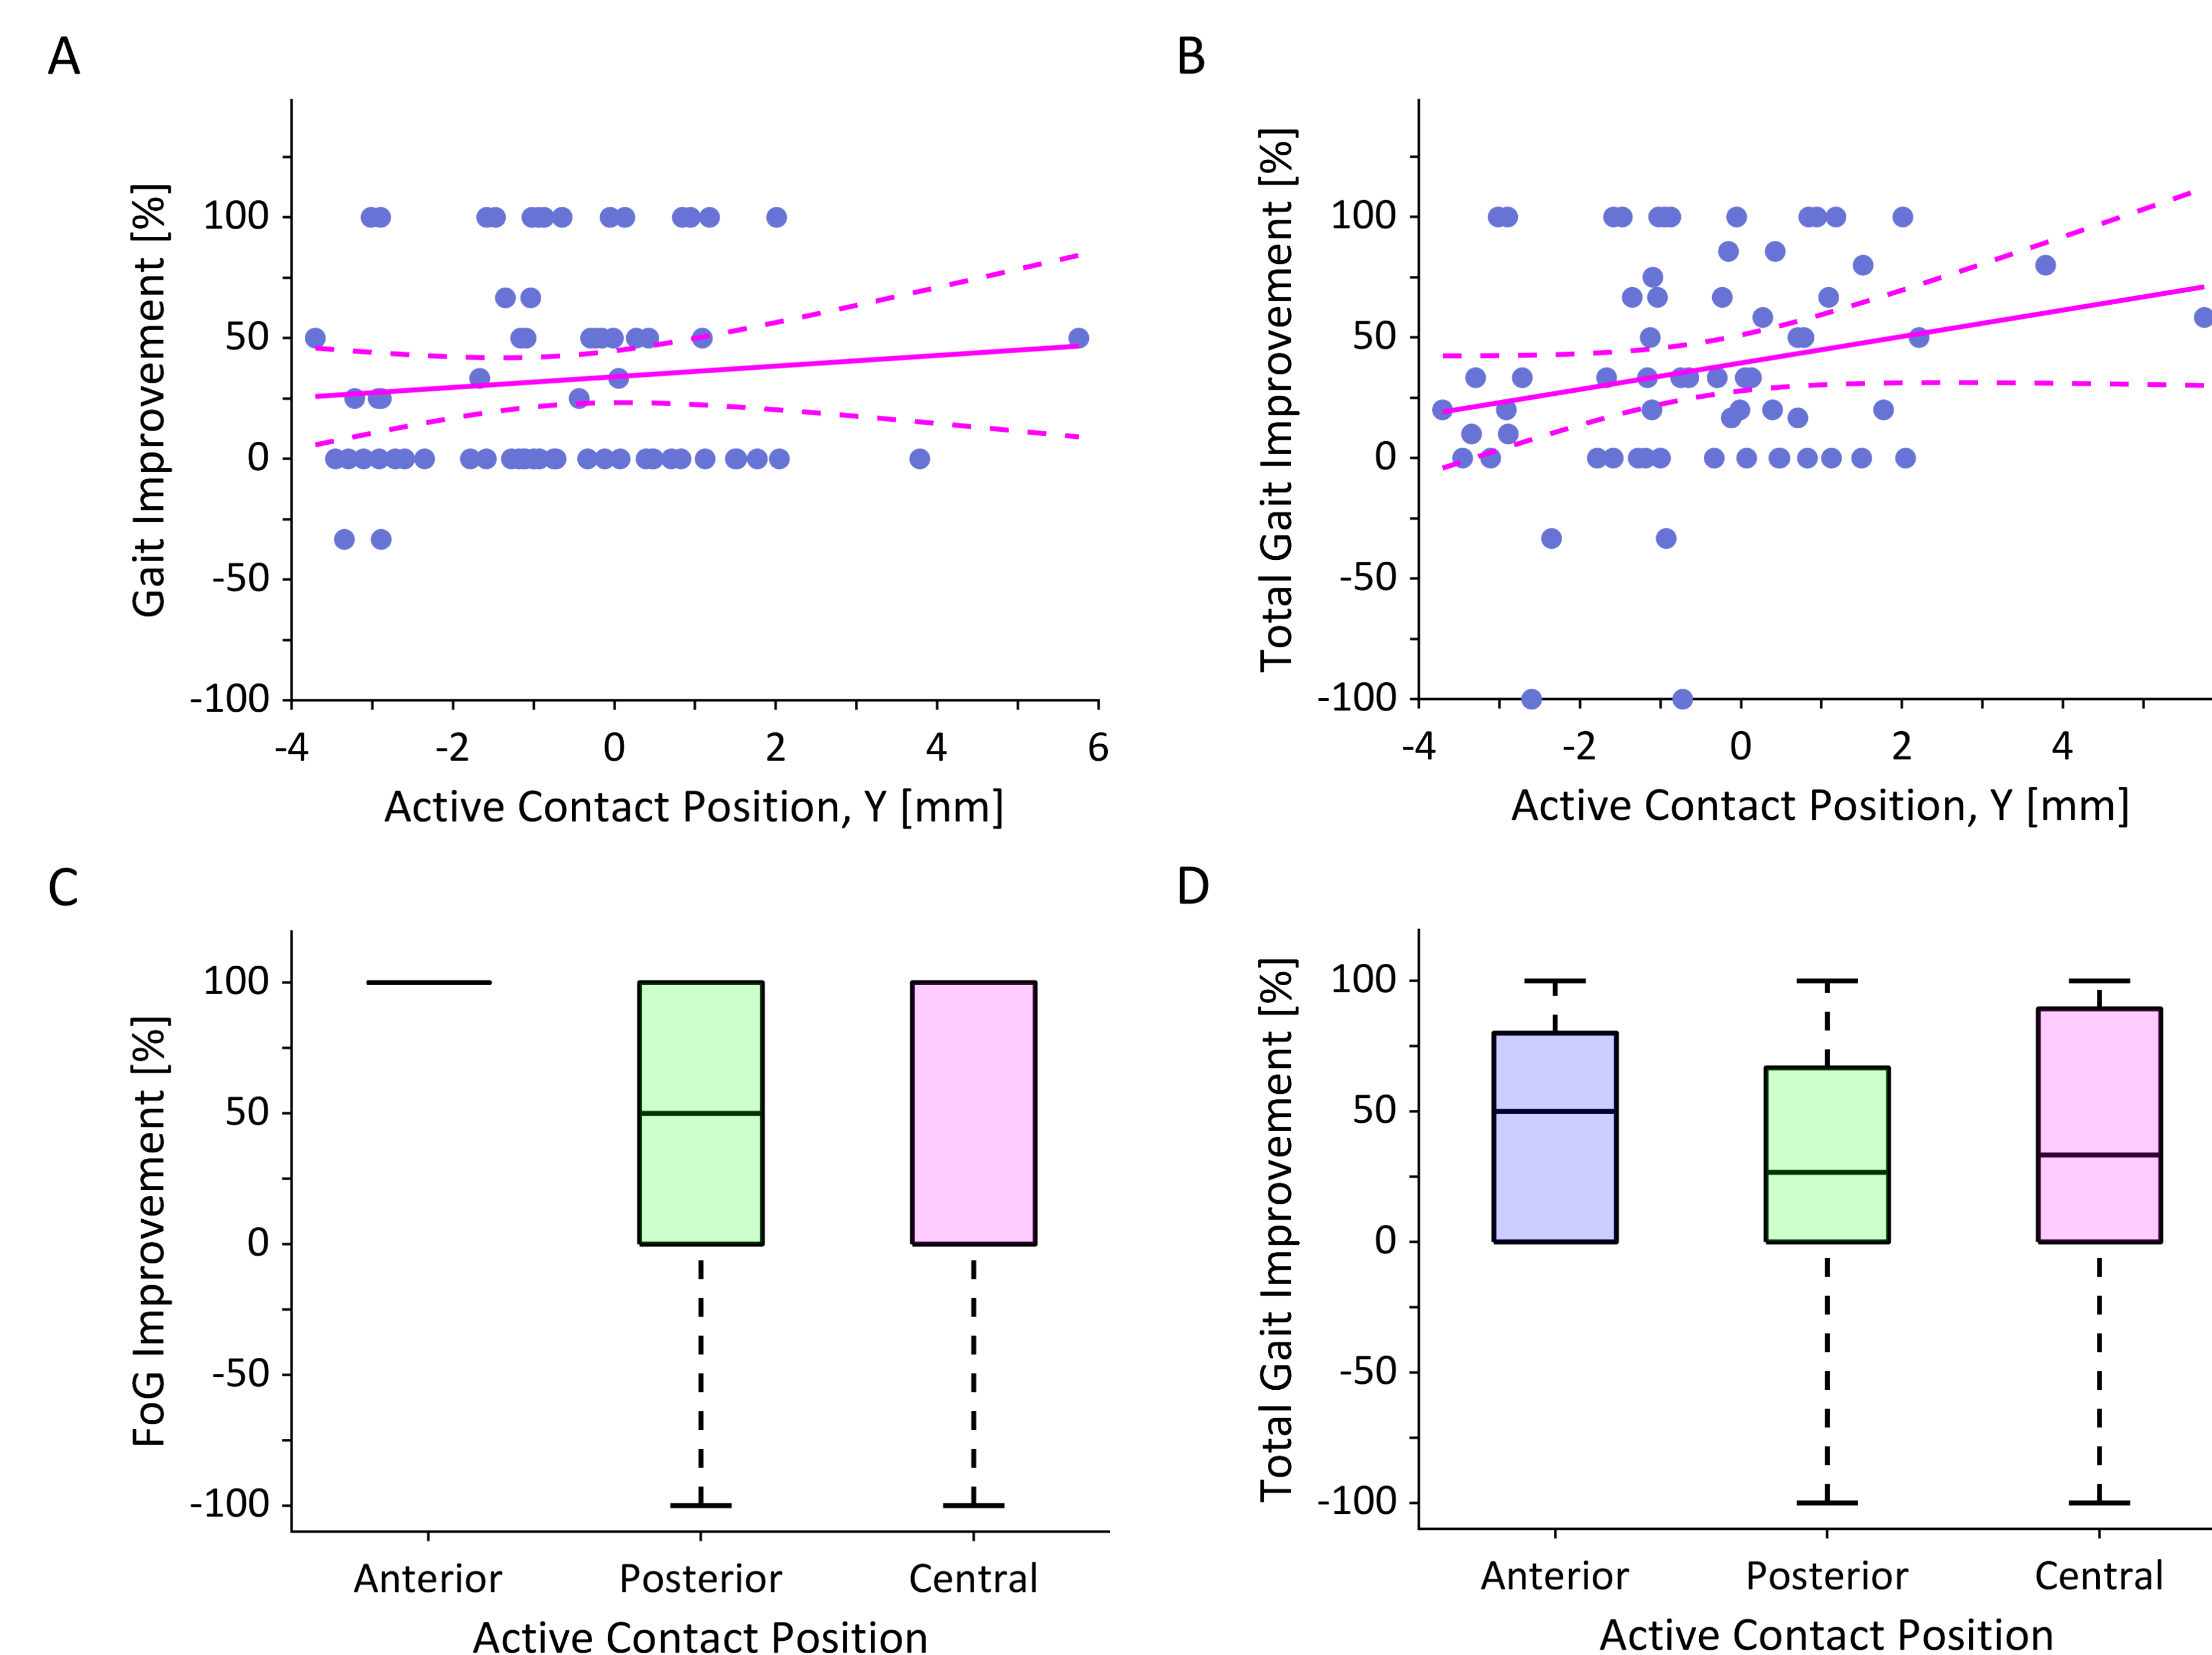 A
Gait Improvement [%]
100
50
0
-50
-100
-4 -2 0 2 4 6
Active Contact Position, Y [mm]
B
Total Gait Improvement [%]
100
50
0
-50
-100
-4 -2 0 2 4
Active Contact Position, Y [mm]
C
FoG Improvement [%]
100
50
0
-50
-100
Anterior Posterior Central
Active Contact Position
D
Total Gait Improvement [%]
100
50
0
-50
-100
Anterior Posterior Central
Active Contact Position